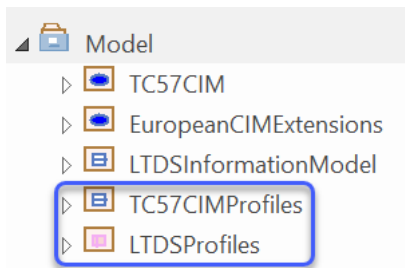 Model
TC57CIM
EuropeanCIMExtensions
LTDSInformationModel
TC57CIMProfiles
LTDSProfiles